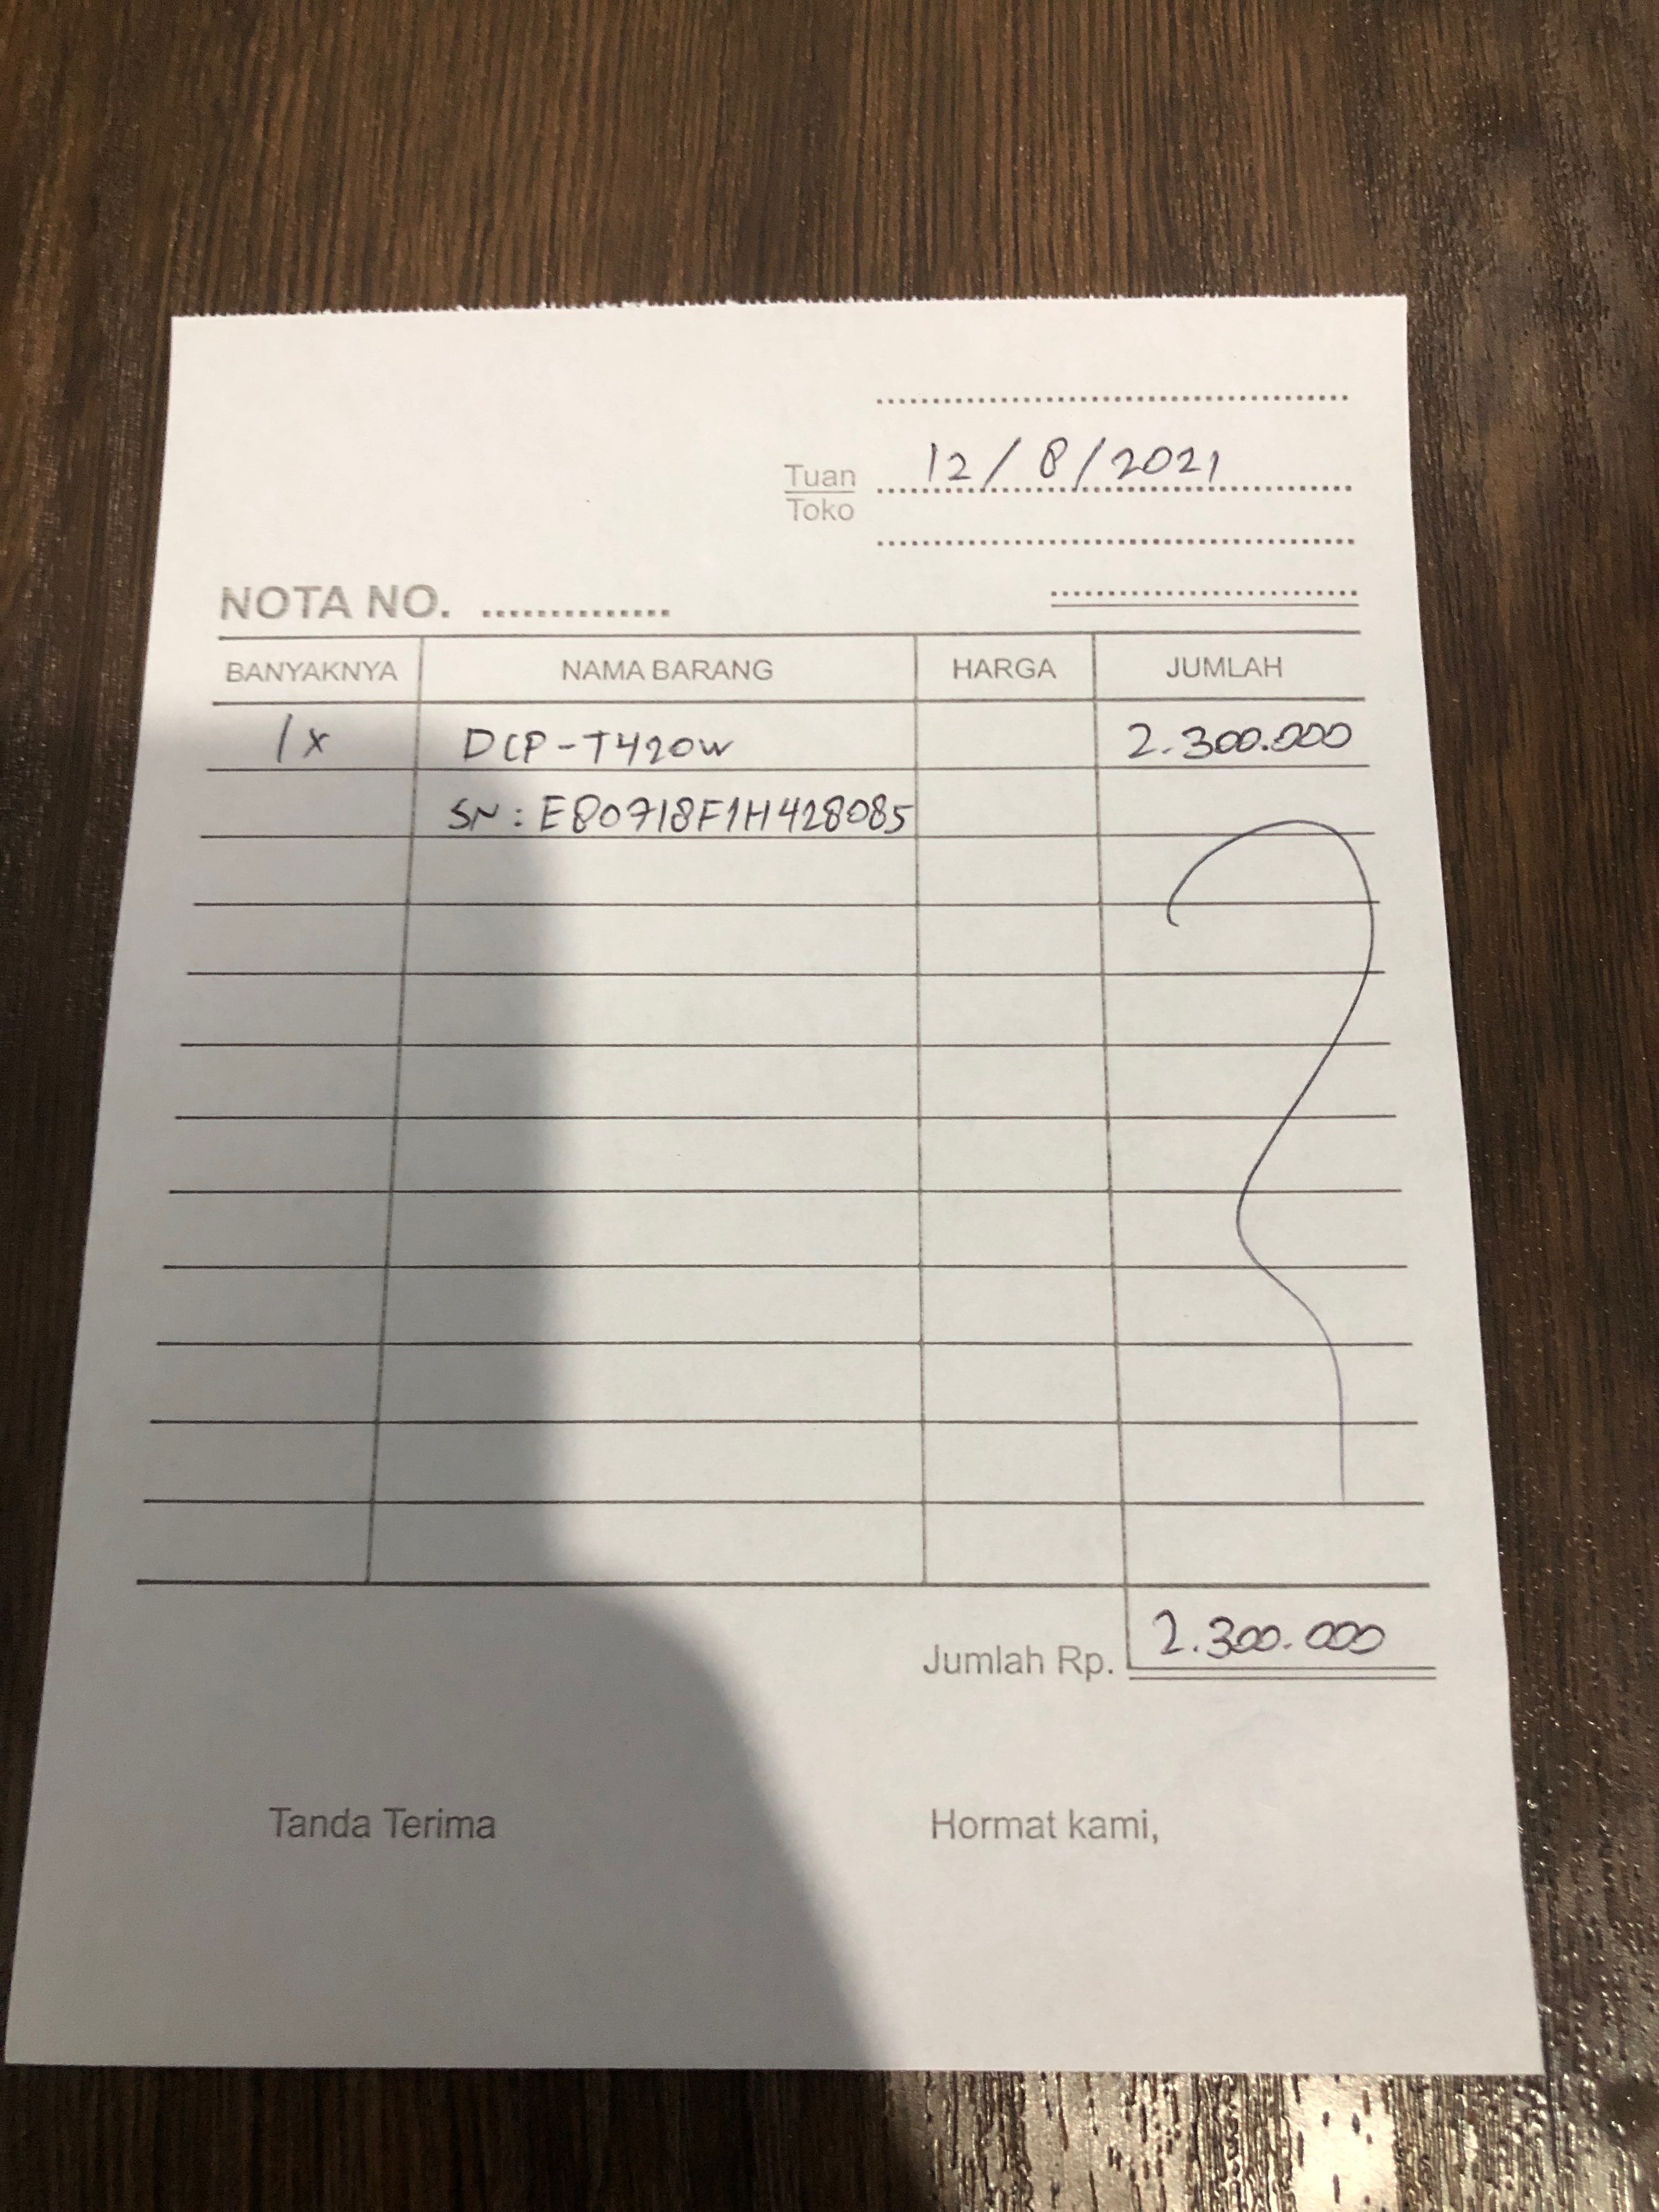 12/8/2021
Tuan
Toko
NOTA NO. ..............
BANYAKNYA NAMA BARANG HARGA JUMLAH
1x DCP-T420W 2.300.000
SN: E80718F1H428085
Jumlah Rp. 2.300.000
Tanda Terima Hormat kami,